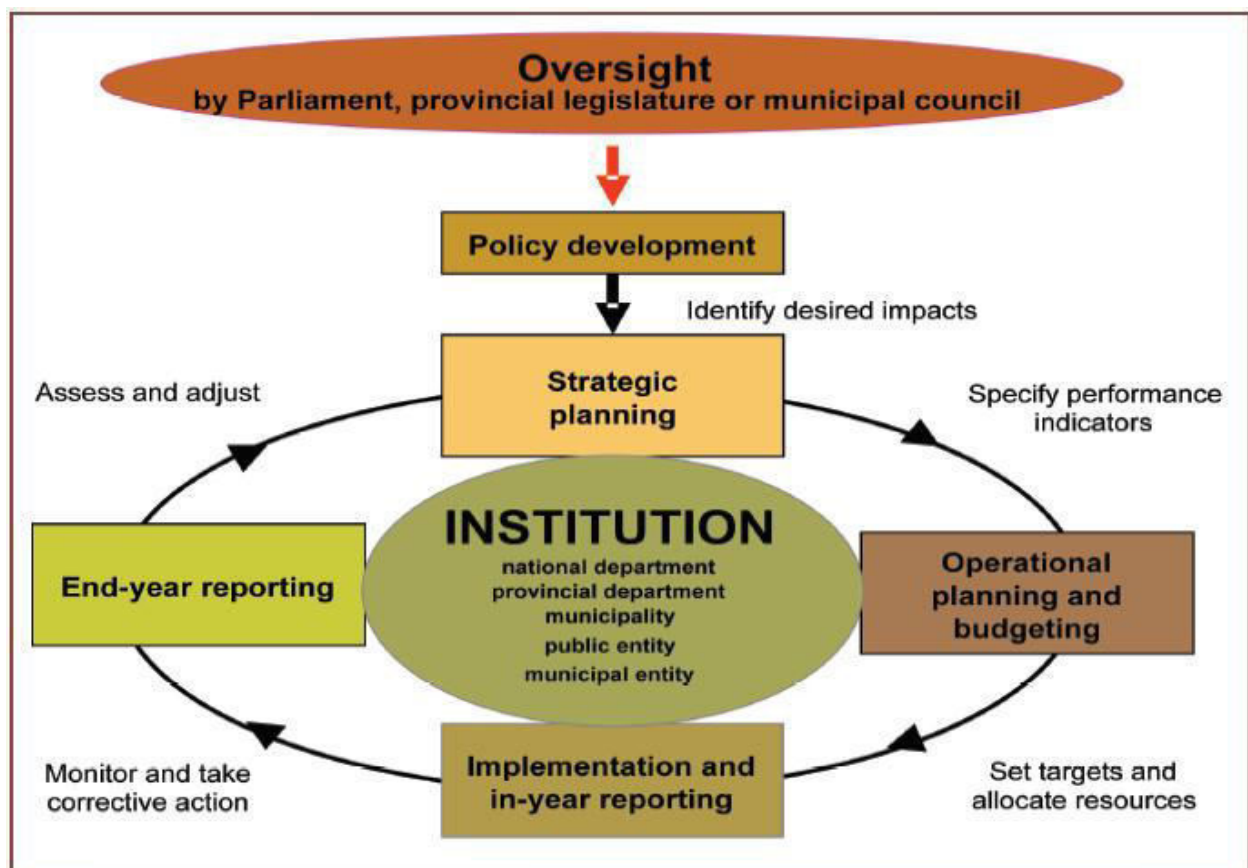 Oversight
by Parliament, provincial legislature or municipal council
Policy development
Identify desired impacts
Strategic
planning
Assess and adjust
Specify performance
indicators
INSTITUTION
national department
provincial department
municipality
public entity
municipal entity
End-year reporting
Operational
planning and
budgeting
Implementation and
in-year reporting
Monitor and take
corrective action
Set targets and
allocate resources